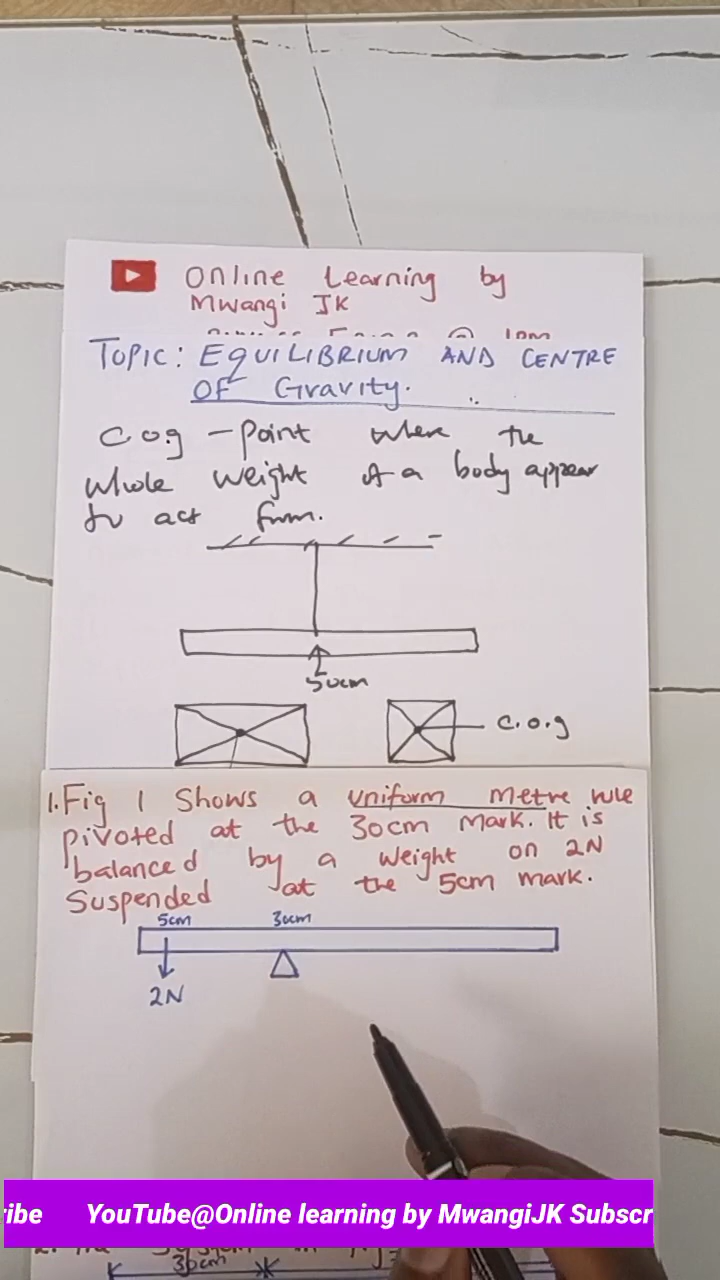 Online Learning by
Mwangi JK
TOPIC: EQUILIBRIUM AND CENTRE
OF Gravity.
c.o.g - Point where the
whole weight of a body appear
to act from.
50cm
c.o.g
1. Fig 1 Shows a uniform metre rule
pivoted at the 30cm mark. It is
balanced by a weight on 2N
Suspended at the 5cm mark.
5cm 30cm
2N
ribe YouTube@Online learning by MwangiJK Subscr
30cm